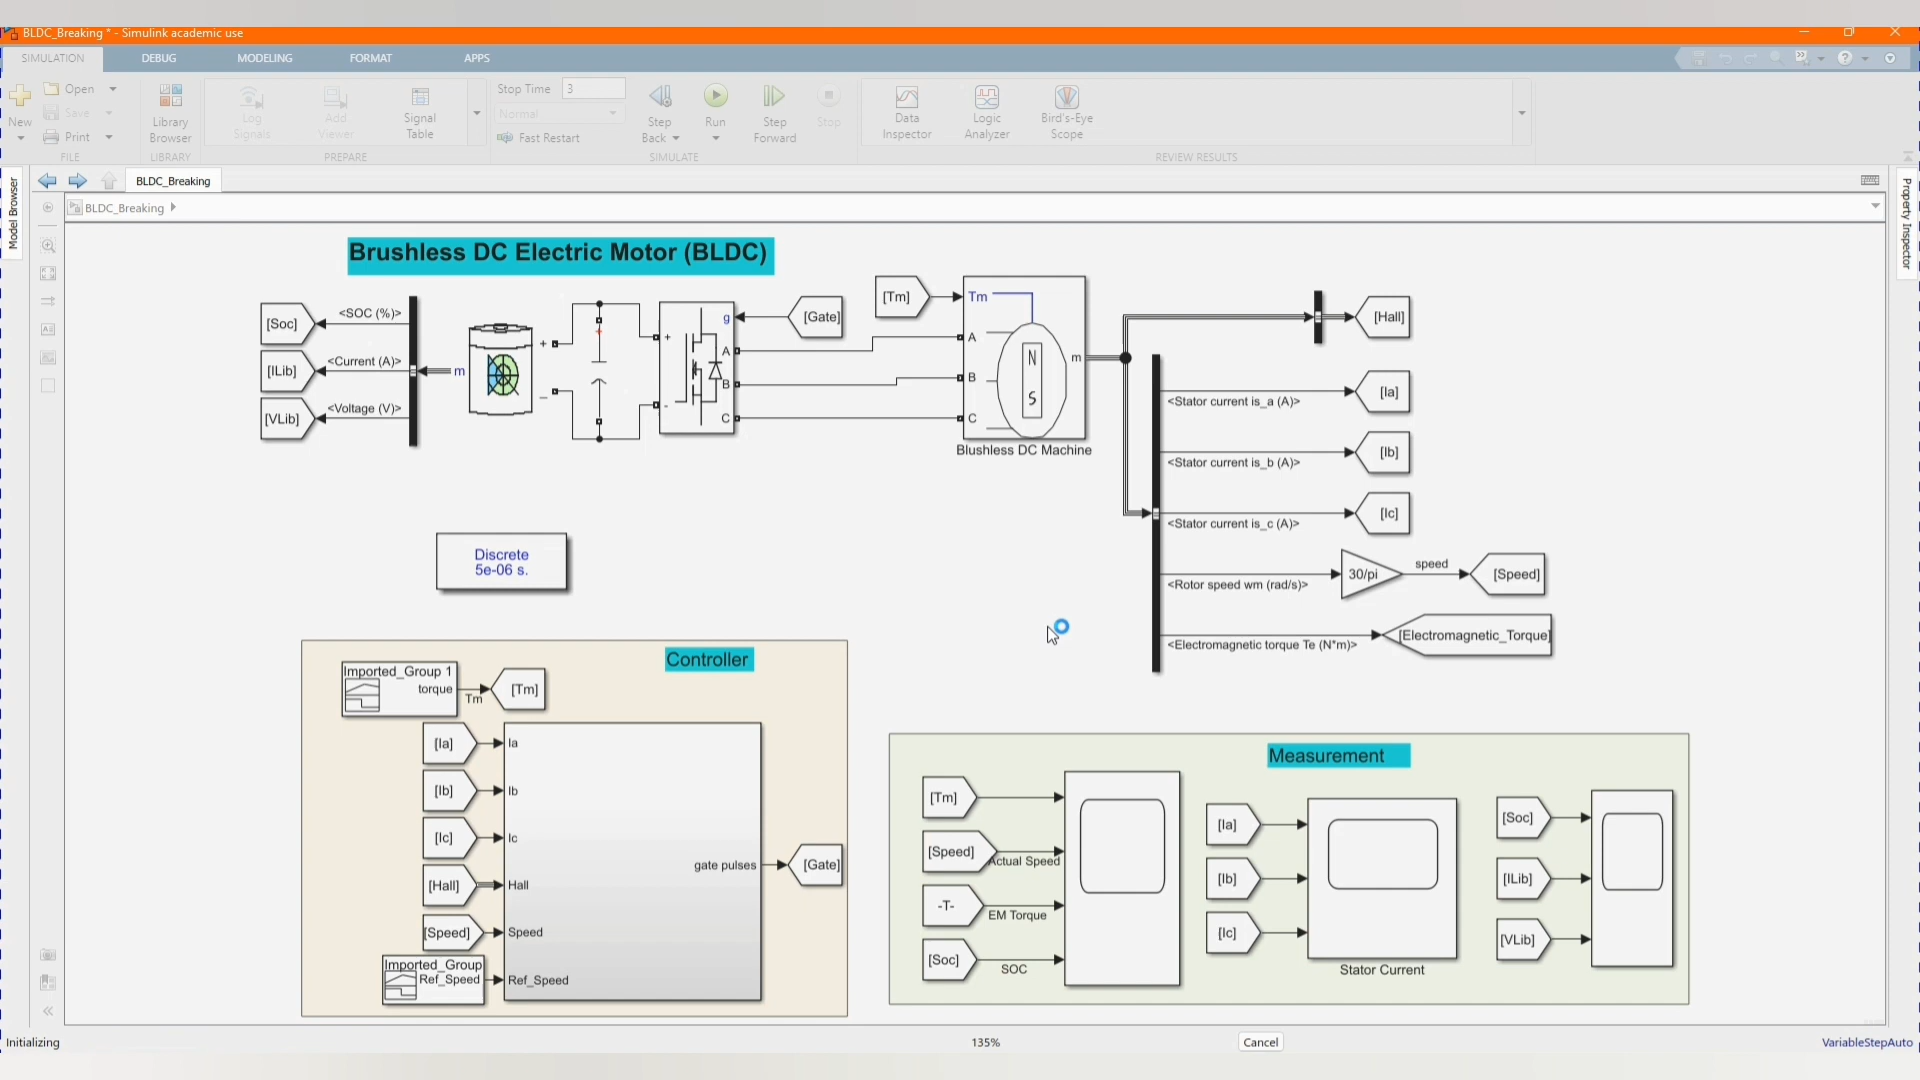 BLDC_Breaking * - Simulink academic use
SIMULATION
DEBUG
MODELING
FORMAT
APPS
New
Open
Save
Print
FILE
Library
Browser
LIBRARY
Log
Signals
Add
Viewer
Signal
Table
PREPARE
Stop Time 3
Normal
Fast Restart
Step
Back
Run
Step
Forward
Stop
SIMULATE
Data
Inspector
Logic
Analyzer
Bird's-Eye
Scope
REVIEW RESULTS
Model Browser
BLDC_Breaking
Property Inspector
BLDC_Breaking
Brushless DC Electric Motor (BLDC)
[Soc]
<SOC (%)>
[ILib]
<Current (A)>
[VLib]
<Voltage (V)>
m
+
–
+
-
g
A
B
C
[Gate]
[Tm]
Tm
A
B
C
N
S
m
Blushless DC Machine
[Hall]
[Ia]
<Stator current is_a (A)>
[Ib]
<Stator current is_b (A)>
[Ic]
<Stator current is_c (A)>
<Rotor speed wm (rad/s)>
30/pi
speed
[Speed]
<Electromagnetic torque Te (N*m)>
[Electromagnetic_Torque]
Discrete
5e-06 s.
Controller
Imported_Group 1
torque
Tm
[Tm]
[Ia]
Ia
[Ib]
Ib
[Ic]
Ic
[Hall]
Hall
[Speed]
Speed
Imported_Group
Ref_Speed
Ref_Speed
gate pulses
[Gate]
Measurement
[Tm]
[Speed]
Actual Speed
-T-
EM Torque
[Soc]
SOC
[Ia]
[Ib]
[Ic]
Stator Current
[Soc]
[ILib]
[VLib]
Initializing
135%
Cancel
VariableStepAuto